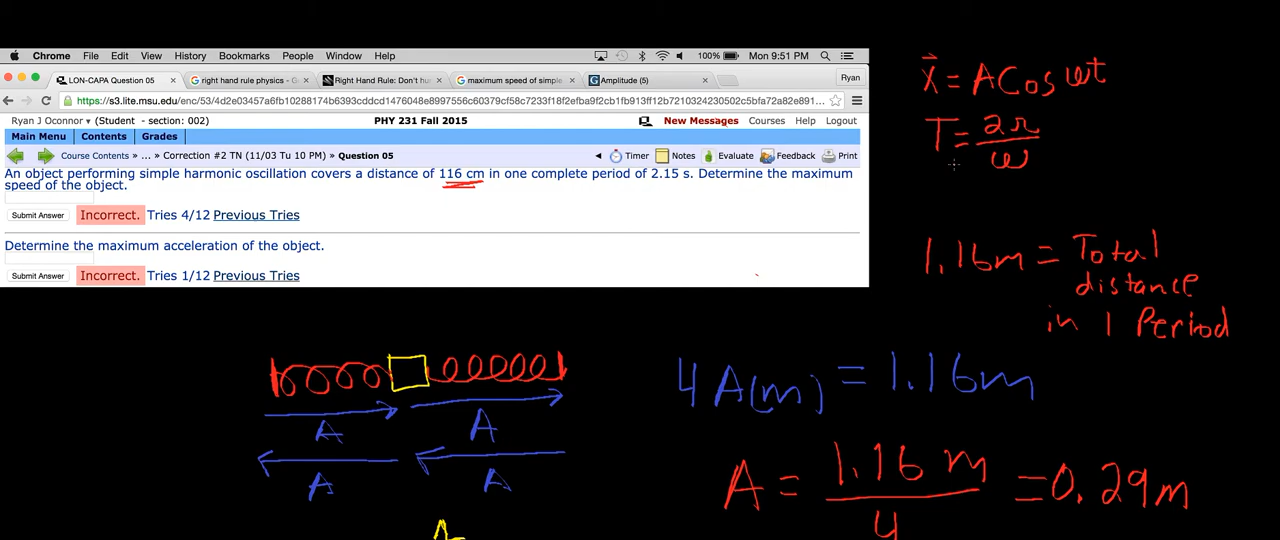 Chrome File Edit View History Bookmarks People Window Help 100% Mon 9:51 AM
LON-CAPA Question 05
right hand rule physics - G
Right Hand Rule: Don't hu
maximum speed of simple
Amplitude (5)
Ryan
Ryan J Oconnor (Student - section: 002)
PHY 231 Fall 2015
New Messages Courses Help Logout
Main Menu Contents Grades
Course Contents » ... » Correction #2 TN (11/03 Tu 10 PM) » Question 05
Timer Notes Evaluate Feedback Print
An object performing simple harmonic oscillation covers a distance of 116 cm in one complete period of 2.15 s. Determine the maximum
speed of the object.
Submit Answer Incorrect. Tries 4/12 Previous Tries
Determine the maximum acceleration of the object.
Submit Answer Incorrect. Tries 1/12 Previous Tries
X = A Cos ωt
T = 2π
ω
1.16m = Total
distance
in 1 Period
4 A(m) = 1.16m
A A
A A
A = 1.16 m = 0.29m
4